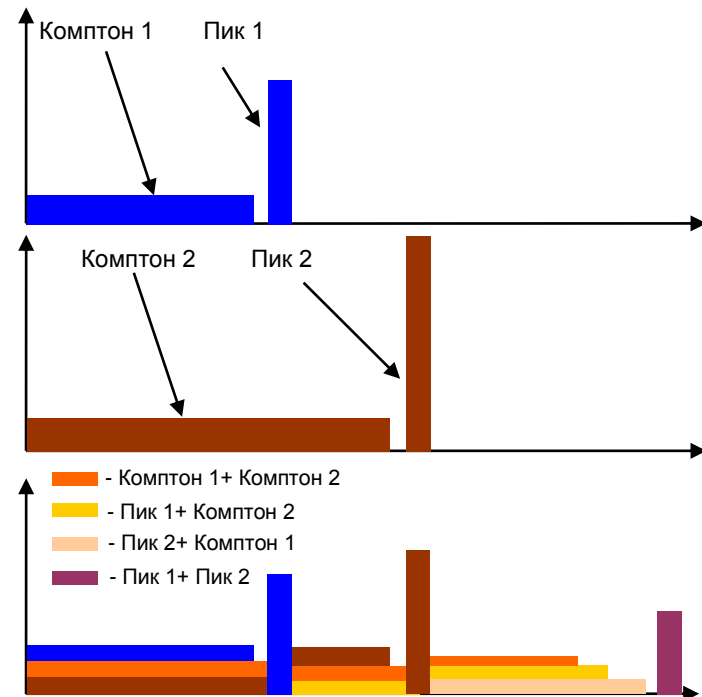 Комптон 1
Пик 1
Комптон 2
Пик 2
- Комптон 1+ Комптон 2
- Пик 1+ Комптон 2
- Пик 2+ Комптон 1
- Пик 1+ Пик 2